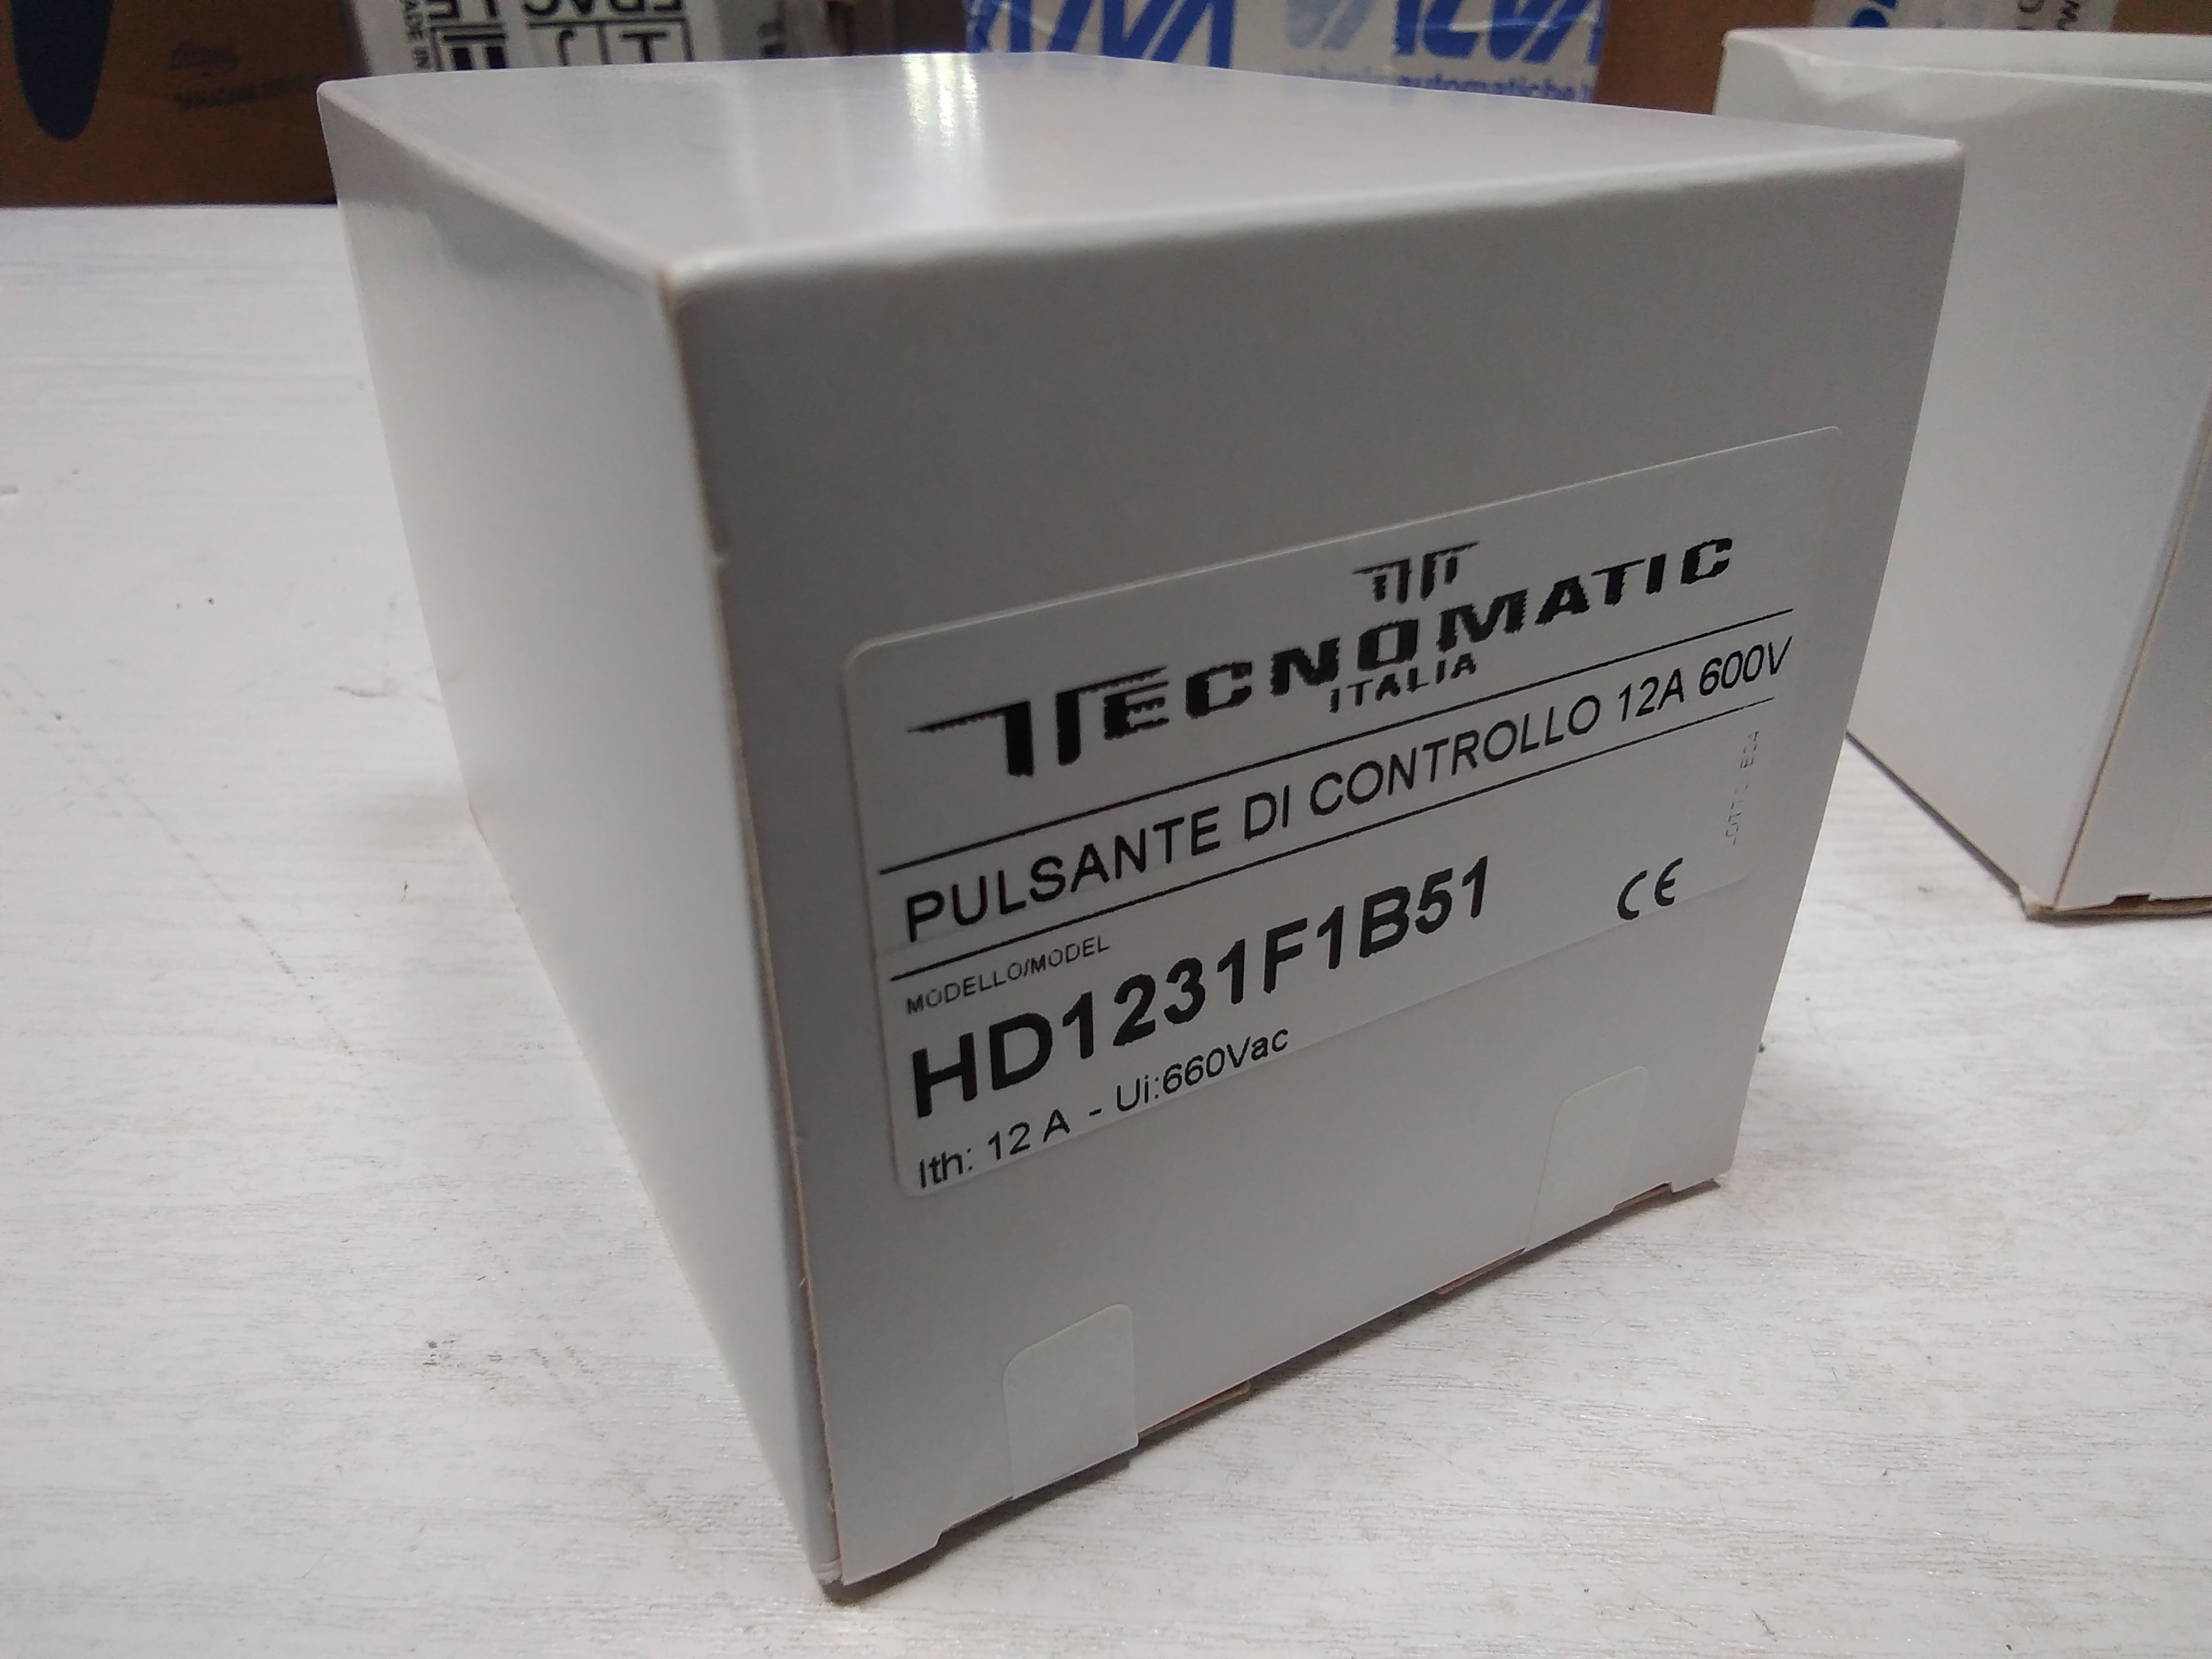 TECNOMATIC
ITALIA
PULSANTE DI CONTROLLO 12A 600V
MODELLO/MODEL
HD1231F1B51
CE
Ith: 12 A - Ui:660Vac